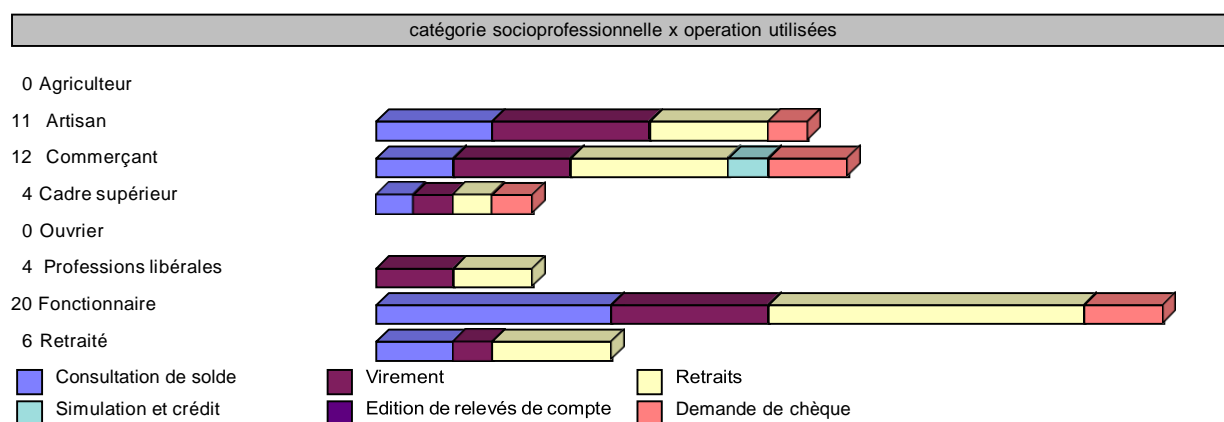 catégorie socioprofessionnelle x operation utilisées
0 Agriculteur
11 Artisan
12 Commerçant
4 Cadre supérieur
0 Ouvrier
4 Professions libérales
20 Fonctionnaire
6 Retraité
Consultation de solde Virement Retraits
Simulation et crédit Edition de relevés de compte Demande de chèque